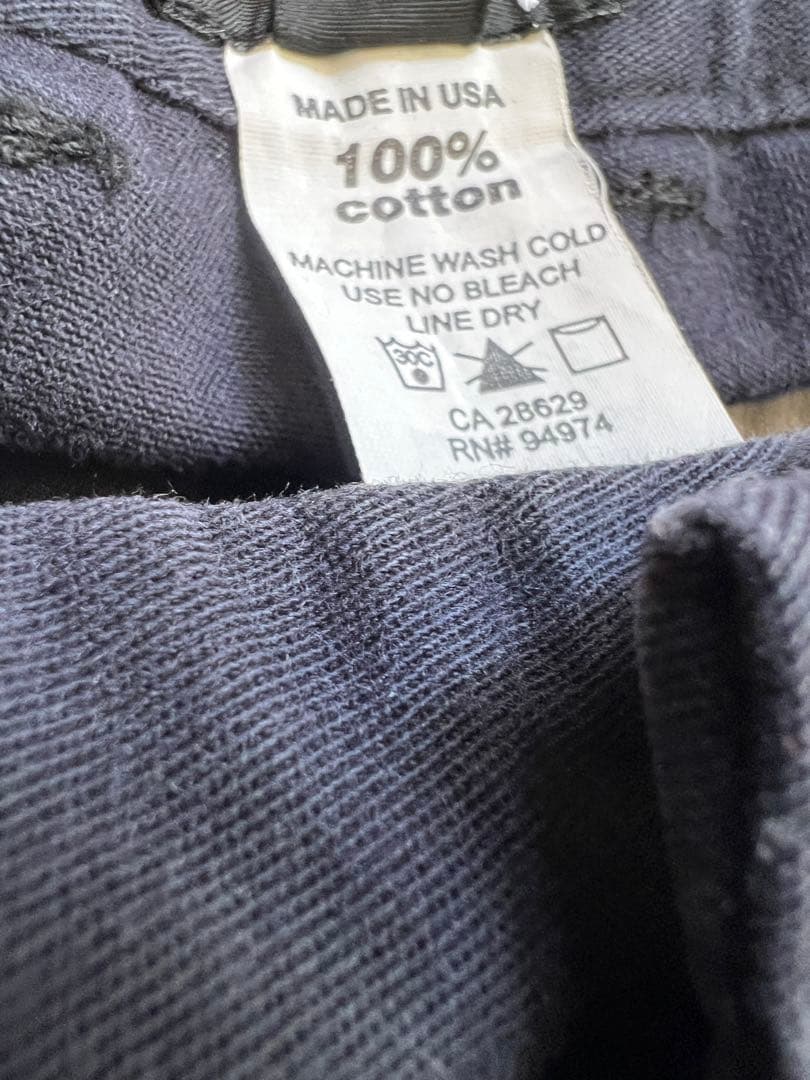 MADE IN USA
100%
cotton
MACHINE WASH COLD
USE NO BLEACH
LINE DRY
30C
CA 28629
RN# 94974